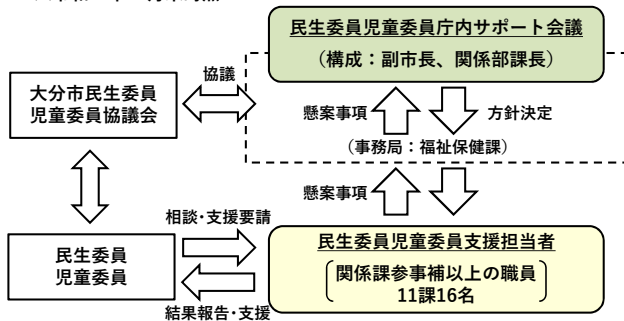 民生委員児童委員庁内サポート会議
（構成：副市長、関係部課長）
協議
大分市民生委員
児童委員協議会
懸案事項
方針決定
（事務局：福祉保健課）
懸案事項
相談・支援要請
民生委員
児童委員
民生委員児童委員支援担当者
関係課参事補以上の職員
11課16名
結果報告・支援